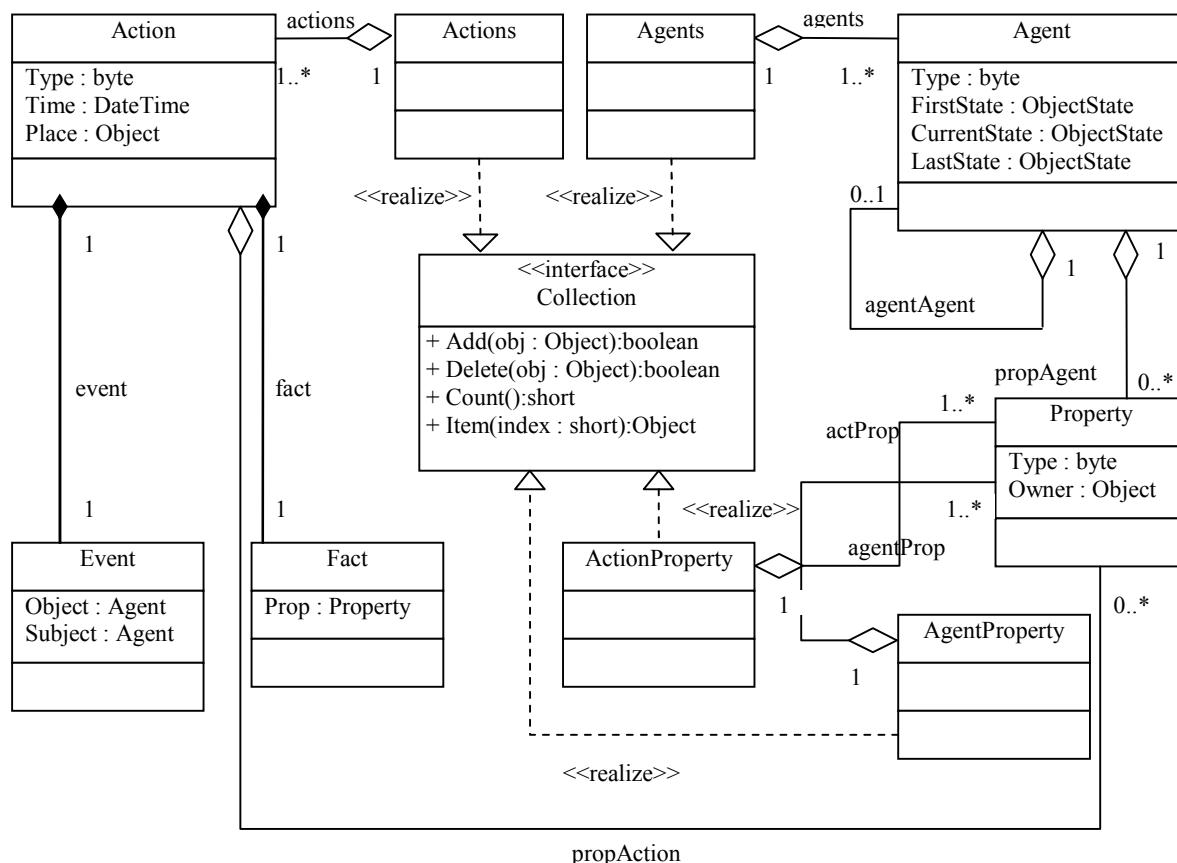 actions
agents
Action
Actions
Agents
Agent
Type : byte
Time : DateTime
Place : Object
1..*
1
1
1..*
Type : byte
FirstState : ObjectState
CurrentState : ObjectState
LastState : ObjectState
<<realize>>
<<realize>>
0..1
1
1
1
1
agentAgent
<<interface>>
Collection
+ Add(obj : Object):boolean
+ Delete(obj : Object):boolean
+ Count():short
+ Item(index : short):Object
event
fact
propAgent
0..*
1..*
actProp
Property
Type : byte
Owner : Object
<<realize>>
1..*
1
1
agentProp
Event
Object : Agent
Subject : Agent
Fact
Prop : Property
ActionProperty
1
0..*
AgentProperty
1
<<realize>>
propAction